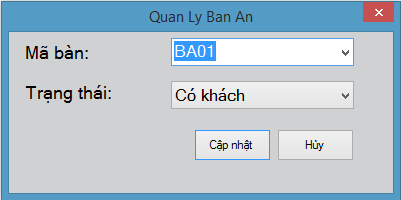 Quan Ly Ban An
Mã bàn: BA01
Trạng thái: Có khách
Cập nhật Hủy